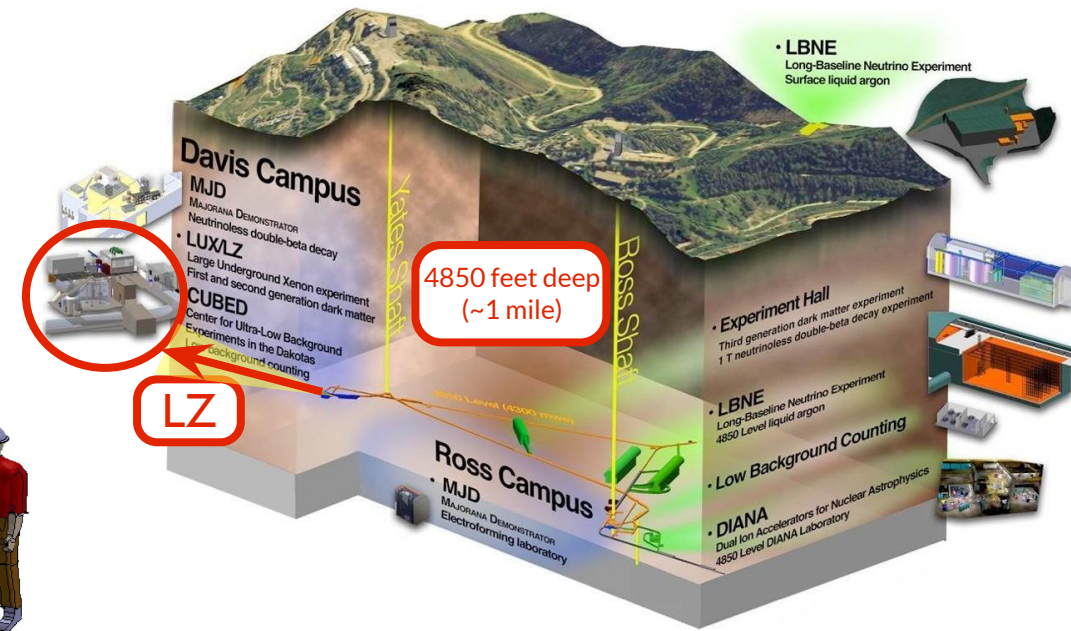 • LBNE
Long-Baseline Neutrino Experiment
Surface liquid argon
Davis Campus
MJD
MAJORANA DEMONSTRATOR
Neutrinoless double-beta decay
• LUX/LZ
Large Underground Xenon experiment
First and second generation dark matter
CUBED
Center for Ultra-Low Background
Experiments in the Dakotas
Low background counting
Yates Shaft
4850 feet deep
(~1 mile)
Ross Shaft
LZ
• Experiment Hall
Third generation dark matter experiment
1 T neutrinoless double-beta decay experiment
• LBNE
Long-Baseline Neutrino Experiment
4850 Level liquid argon
• Low Background Counting
• DIANA
Dual Ion Accelerators for Nuclear Astrophysics
4850 Level DIANA Laboratory
Ross Campus
• MJD
MAJORANA DEMONSTRATOR
Electroforming laboratory